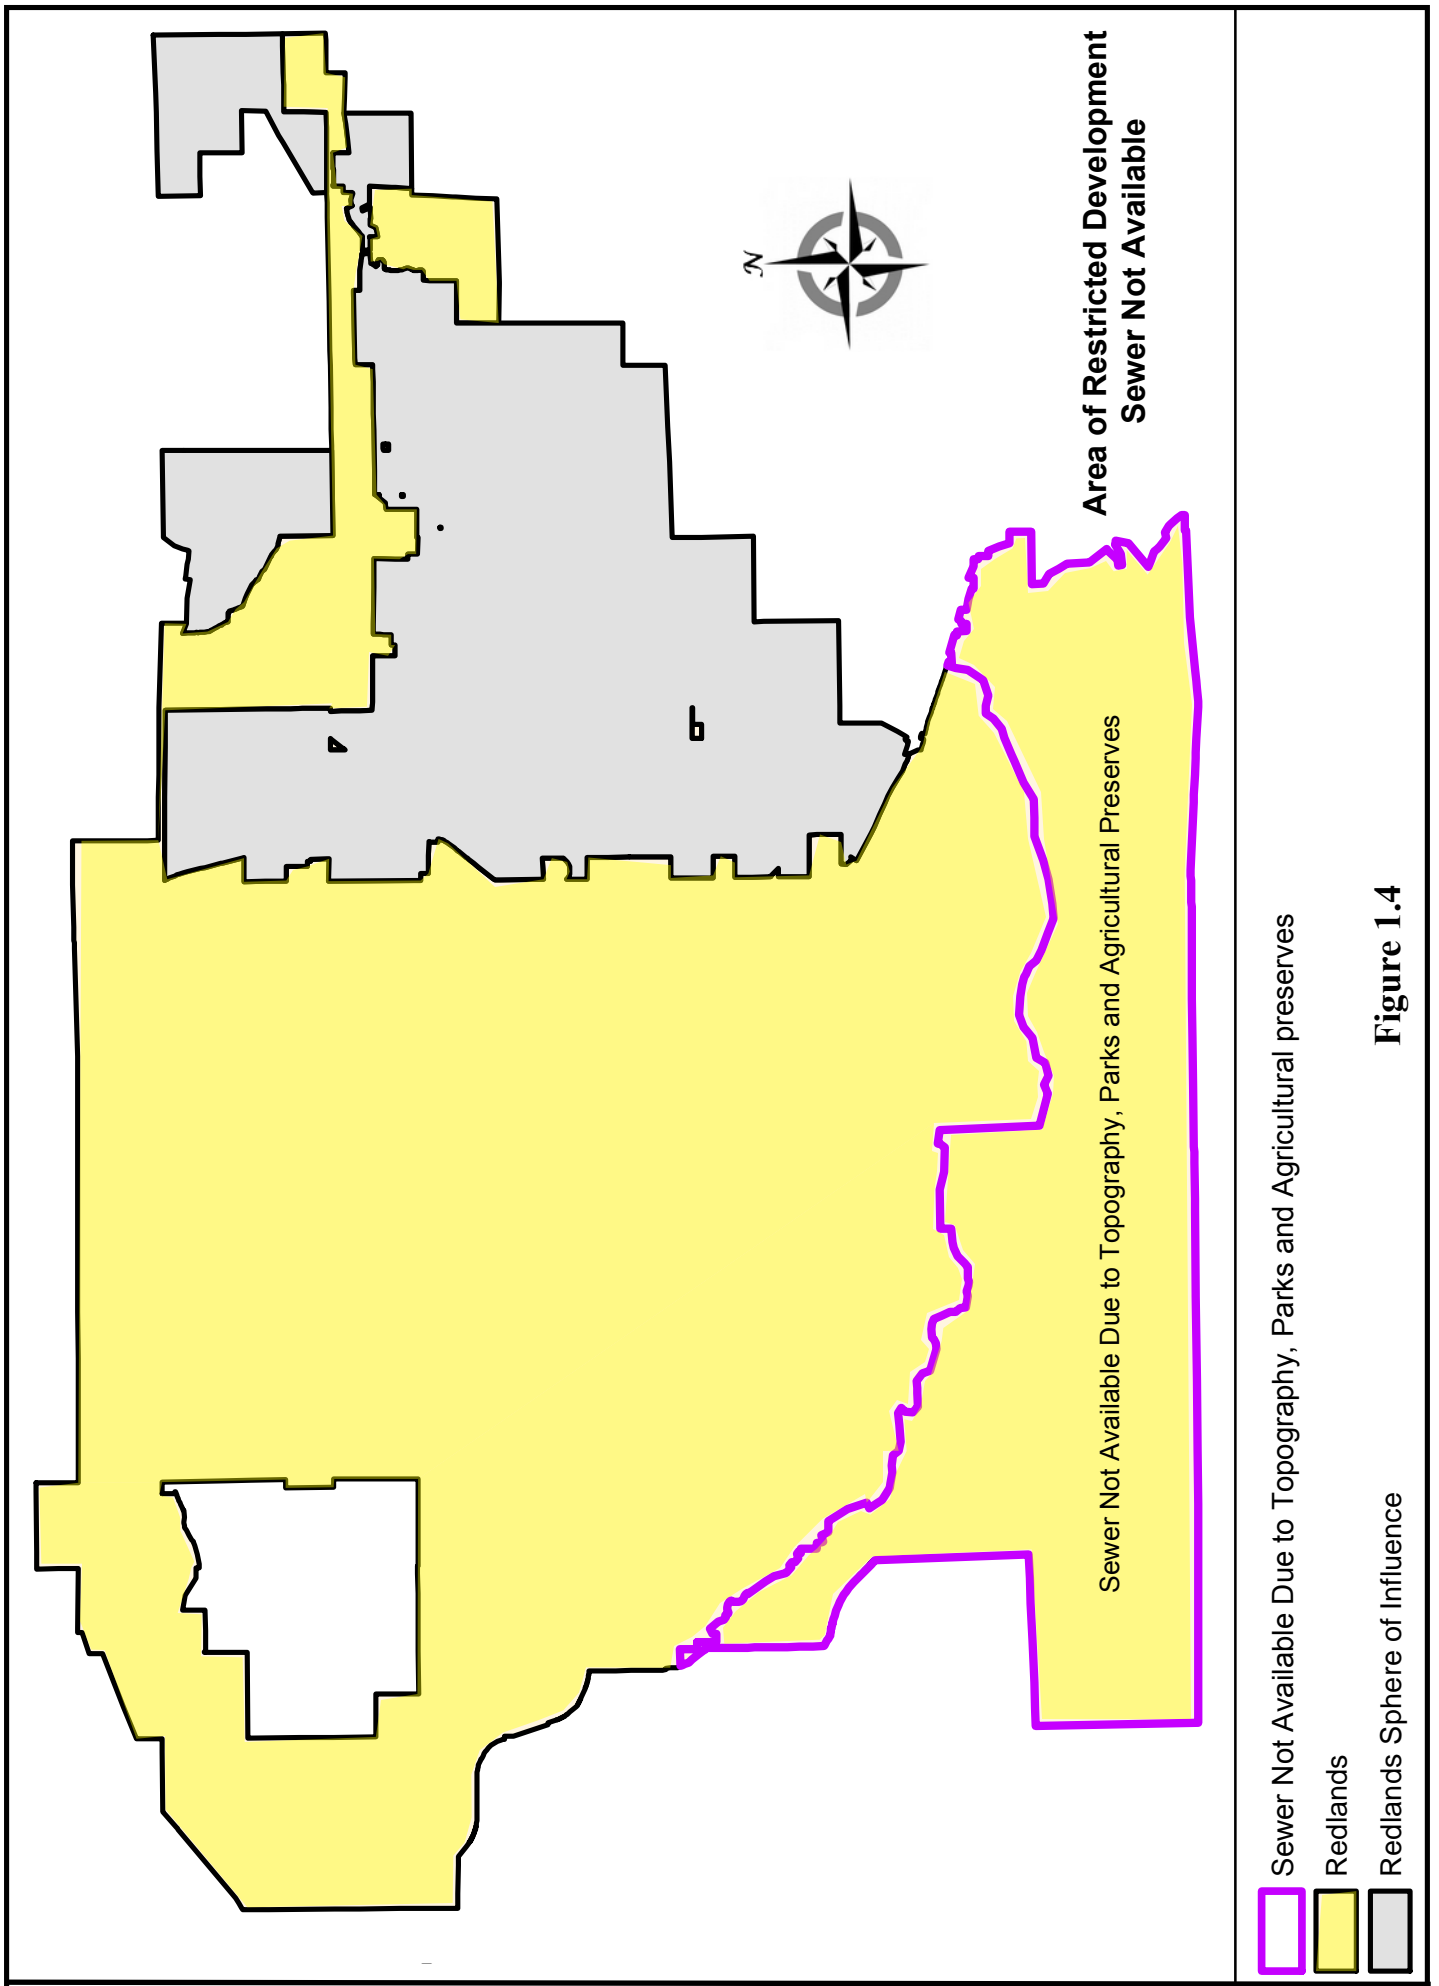 N
Area of Restricted Development
Sewer Not Available
Sewer Not Available Due to Topography, Parks and Agricultural Preserves
Sewer Not Available Due to Topography, Parks and Agricultural preserves
Redlands
Redlands Sphere of Influence
Figure 1.4